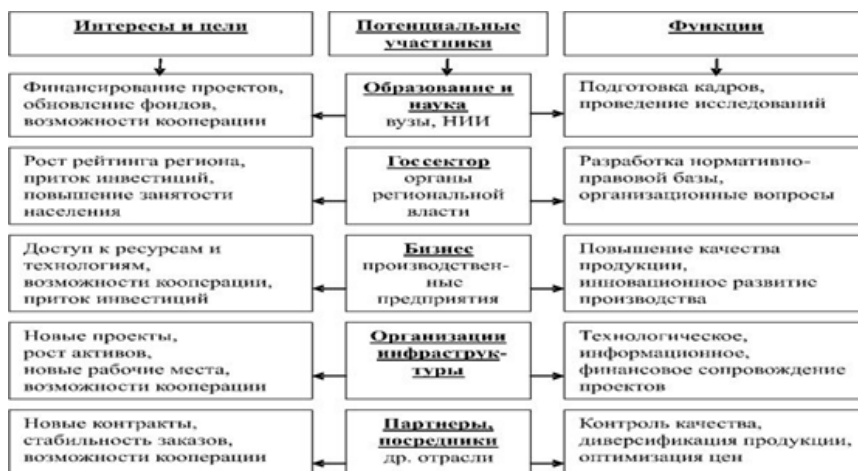 Интересы и цели
Потенциальные
участники
Функции
Финансирование проектов,
обновление фондов,
возможности кооперации
Образование и
наука
вузы, НИИ
Подготовка кадров,
проведение исследований
Рост рейтинга региона,
приток инвестиций,
повышение занятости
населения
Госсектор
органы
региональной
власти
Разработка нормативно-
правовой базы,
организационные вопросы
Доступ к ресурсам и
технологиям,
возможности кооперации,
приток инвестиций
Бизнес
производствен-
ные
предприятия
Повышение качества
продукции,
инновационное развитие
производства
Новые проекты,
рост активов,
новые рабочие места,
возможности кооперации
Организации
инфраструк-
туры
Технологическое,
информационное,
финансовое сопровождение
проектов
Новые контракты,
стабильность заказов,
возможности кооперации
Партнеры,
посредники
др. отрасли
Контроль качества,
диверсификация продукции,
оптимизация цен